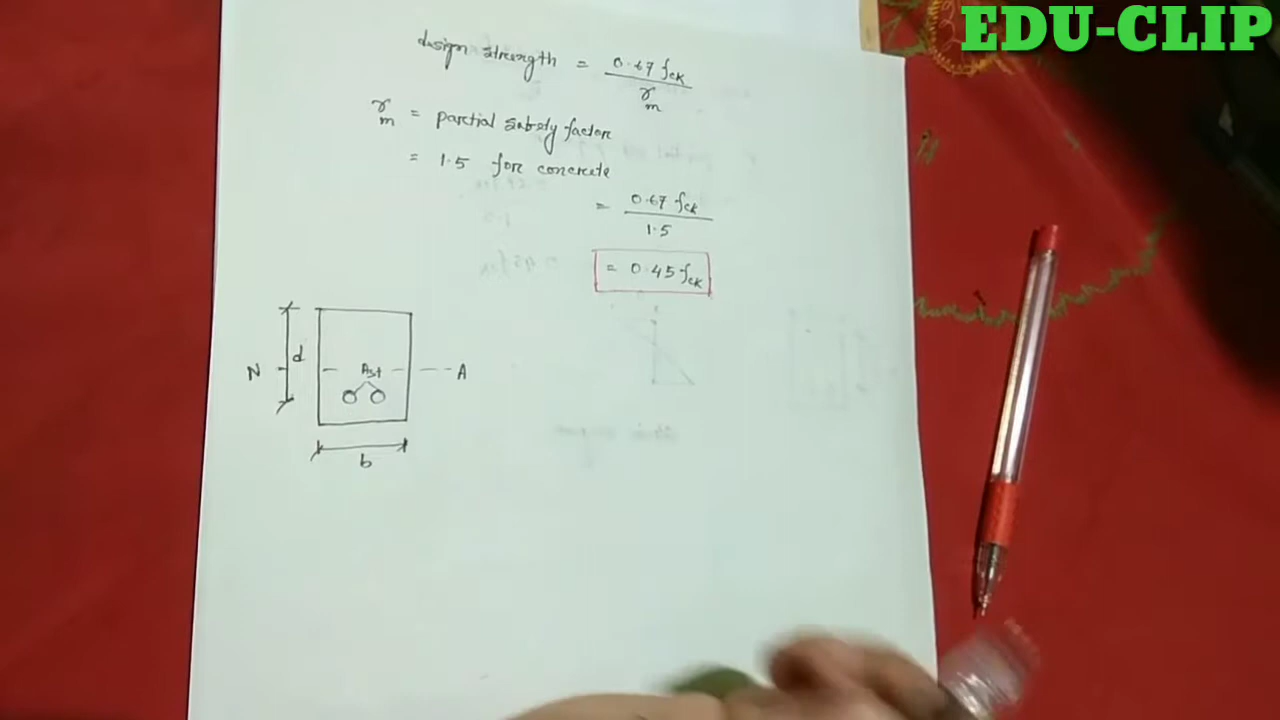 EDU-CLIP
design strength = 0.67 fck / γm
γm = partial safety factor
= 1.5 for concrete
= 0.67 fck / 1.5
= 0.45 fck
d
N
Ast
A
b